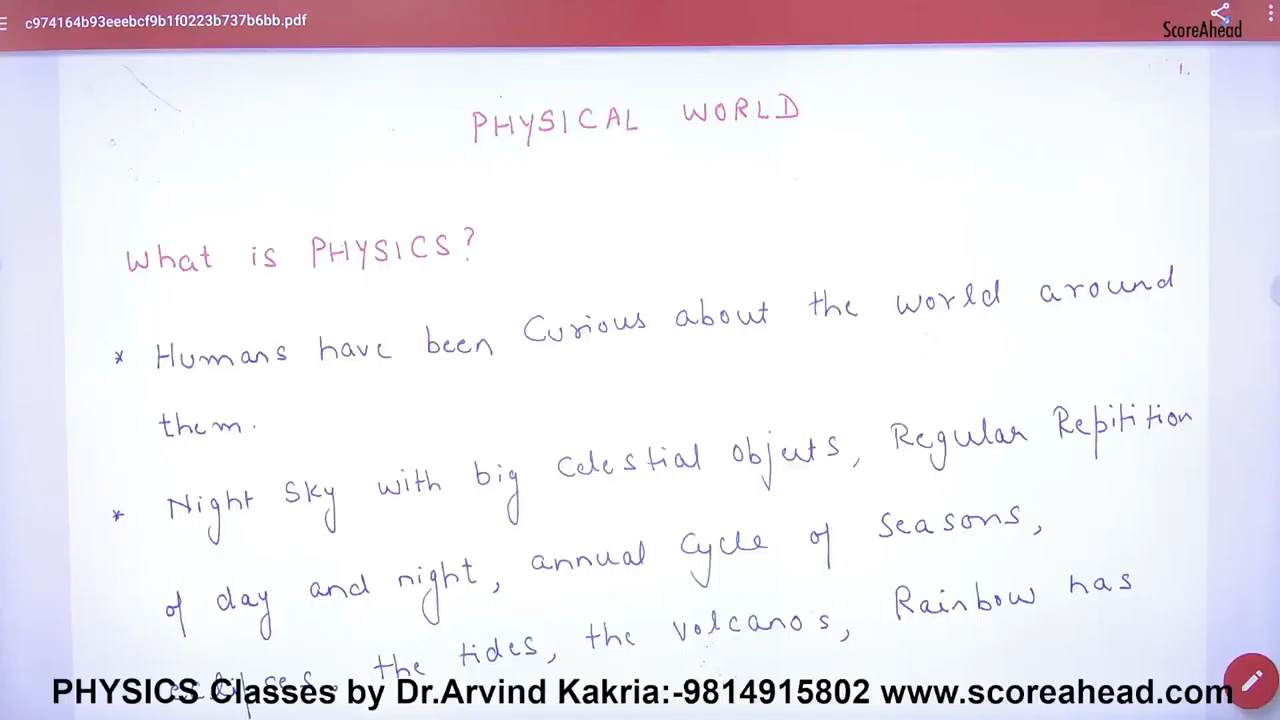 c974164b93eeebcf9b1f0223b737b6bb.pdf
ScoreAhead
1.
PHYSICAL WORLD
What is PHYSICS?
* Humans have been Curious about the world around
them.
* Night Sky with big Celestial Objects, Regular Repitition
of day and night, annual Cycle of Seasons,
eclipses, the tides, the volcanos, Rainbow has
PHYSICS Classes by Dr.Arvind Kakria:-9814915802 www.scoreahead.com